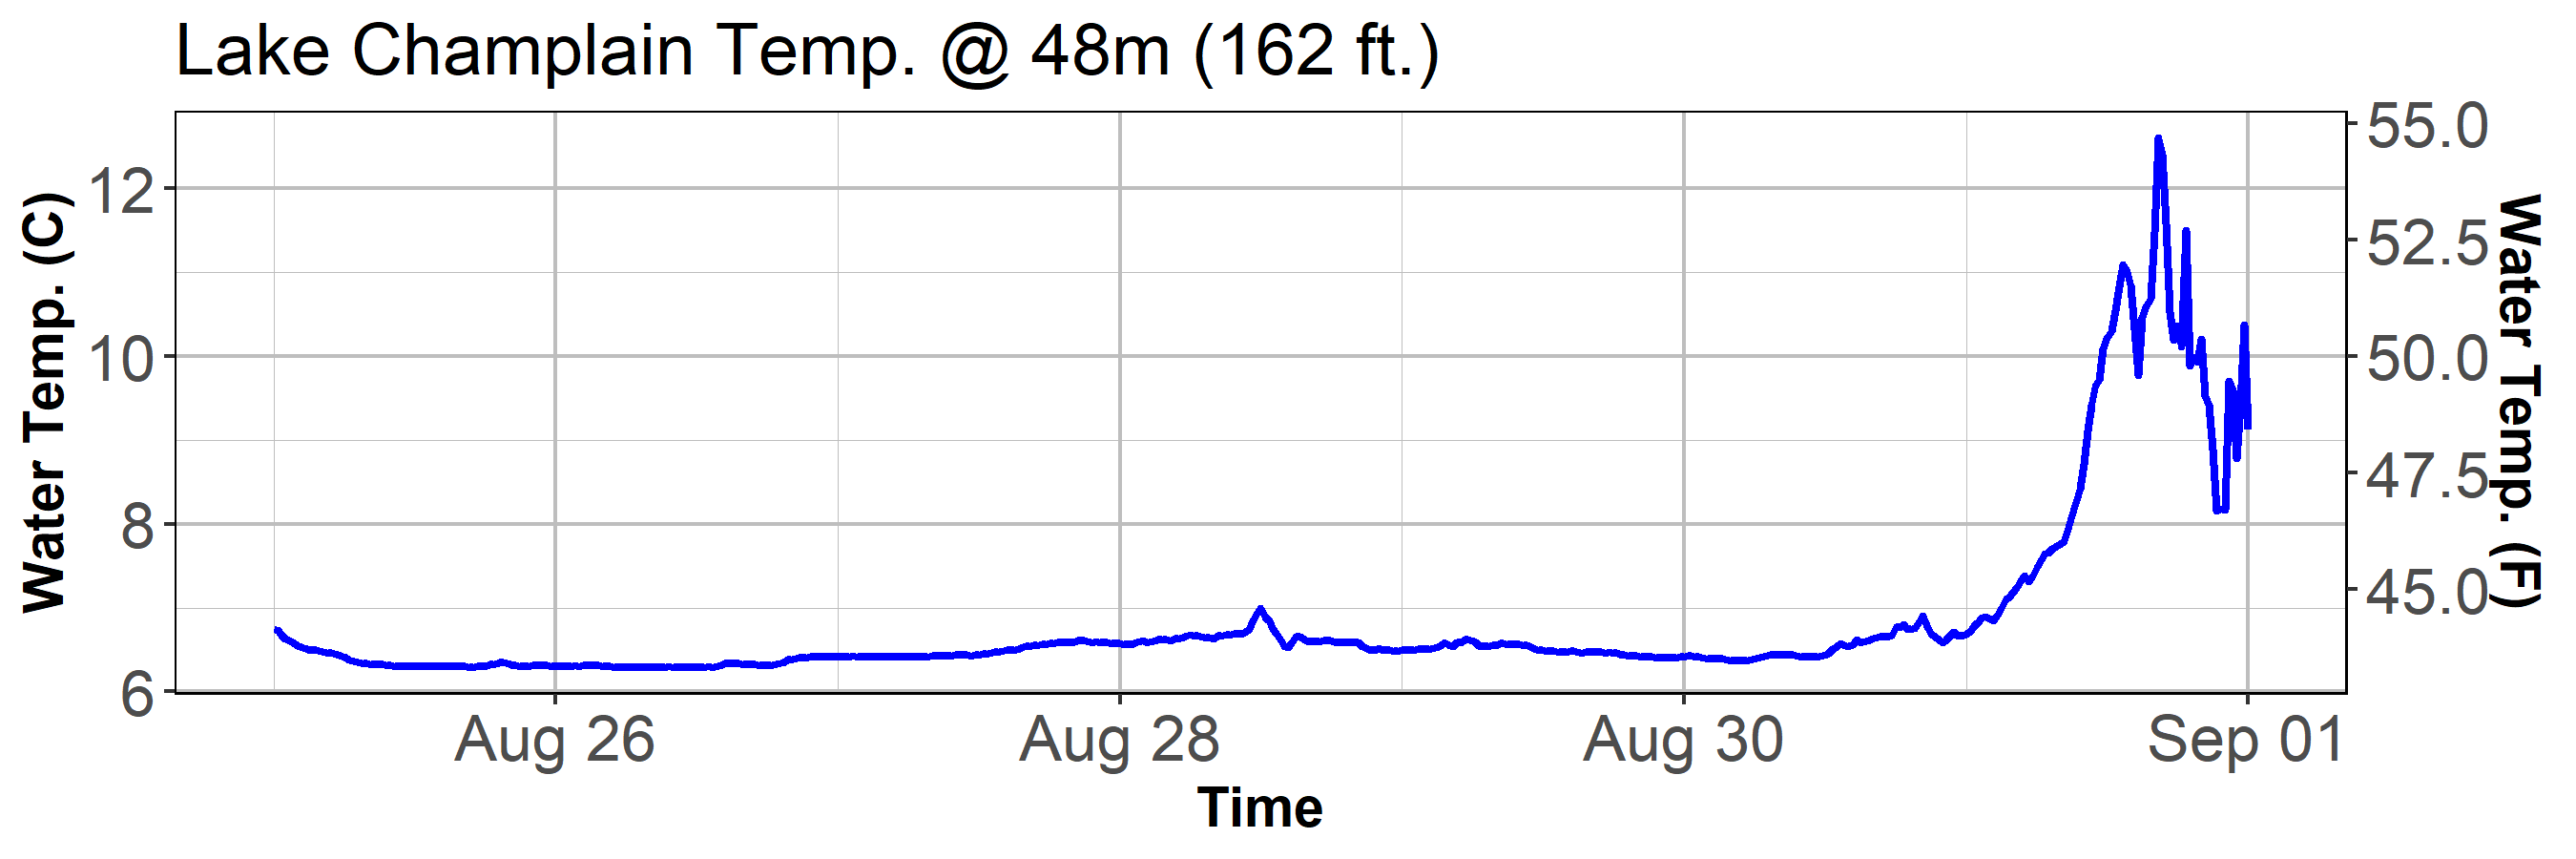 Lake Champlain Temp. @ 48m (162 ft.)
Water Temp. (C)
12
10
8
6
55.0
52.5
50.0
47.5
45.0
Water Temp. (F)
Aug 26
Aug 28
Aug 30
Sep 01
Time